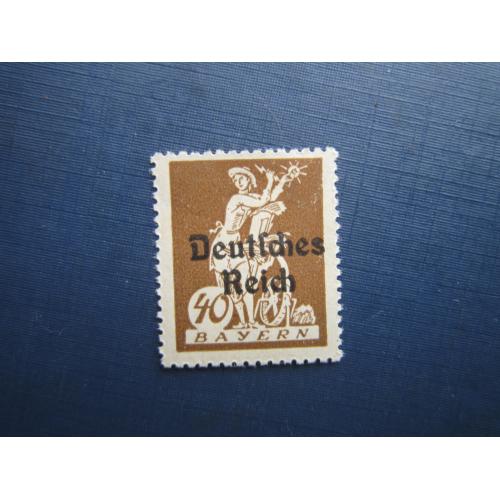 Deutsches
Reich
40
BAYERN